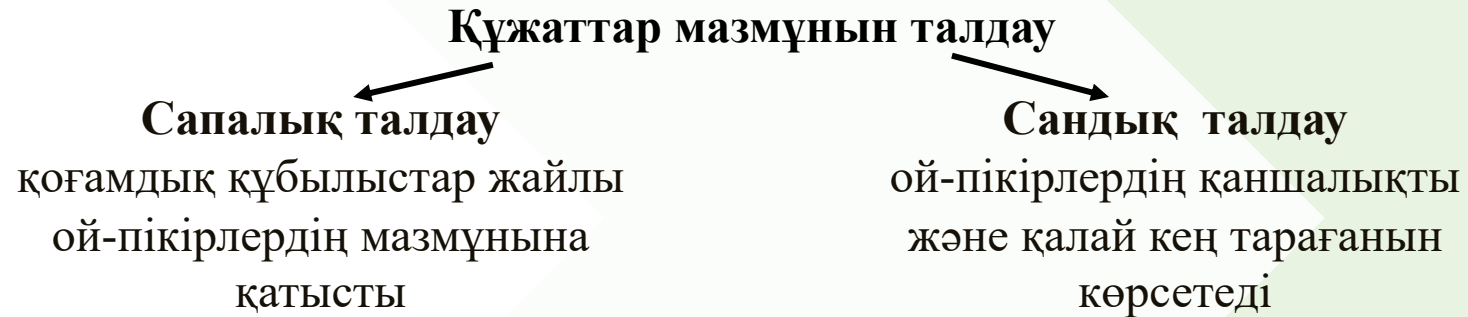 Құжаттар мазмұнын талдау
Сапалық талдау
қоғамдық құбылыстар жайлы
ой-пікірлердің мазмұнына
қатысты
Сандық талдау
ой-пікірлердің қаншалықты
және қалай кең тарағанын
көрсетеді